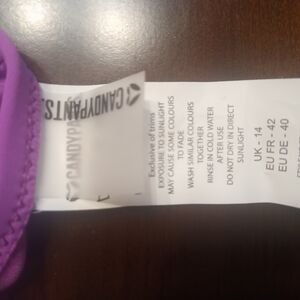 CANDYPANTS
CANDYPA
L
Exclusive of trims
EXPOSURE TO SUNLIGHT
MAY CAUSE SOME COLOURS
TO FADE
WASH SIMILAR COLOURS
TOGETHER
RINSE IN COLD WATER
AFTER USE
DO NOT DRY IN DIRECT
SUNLIGHT
UK - 14
EU FR - 42
EU DE - 40